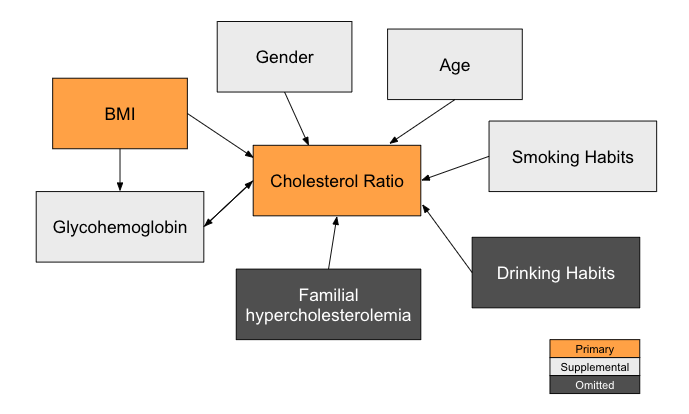 Gender
Age
BMI
Smoking Habits
Cholesterol Ratio
Glycohemoglobin
Drinking Habits
Familial
hypercholesterolemia
Primary
Supplemental
Omitted